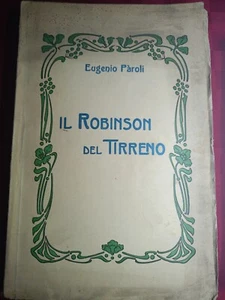 Eugenio Pàroli
IL ROBINSON
DEL TIRRENO